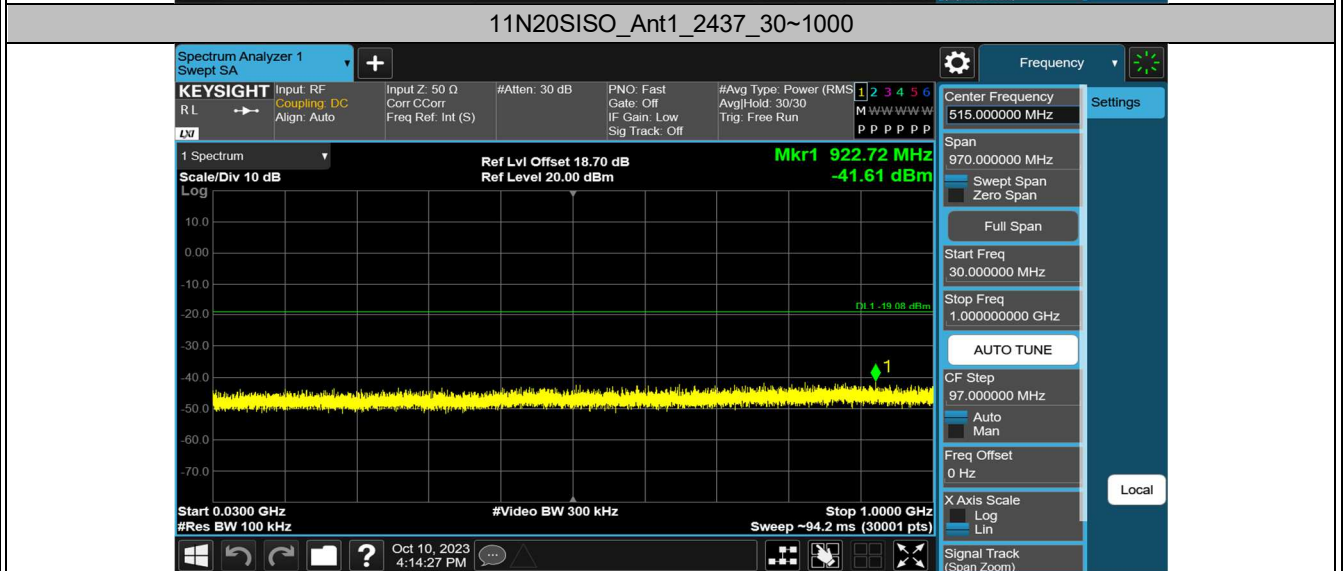 11N20SISO_Ant1_2437_30~1000
Spectrum Analyzer 1
Swept SA
Frequency
KEYSIGHT
RL
LXI
Input: RF
Coupling: DC
Align: Auto
Input Z: 50 Ω
Corr CCorr
Freq Ref: Int (S)
#Atten: 30 dB
PNO: Fast
Gate: Off
IF Gain: Low
Sig Track: Off
#Avg Type: Power (RMS
Avg|Hold: 30/30
Trig: Free Run
1 2 3 4 5 6
M W W W W W
P P P P P P
Center Frequency
515.000000 MHz
Settings
Span
970.000000 MHz
Swept Span
Zero Span
Full Span
Start Freq
30.000000 MHz
Stop Freq
1.000000000 GHz
AUTO TUNE
CF Step
97.000000 MHz
Auto
Man
Freq Offset
0 Hz
X Axis Scale
Log
Lin
Signal Track
(Span Zoom)
Local
1 Spectrum
Scale/Div 10 dB
Ref Lvl Offset 18.70 dB
Ref Level 20.00 dBm
Mkr1 922.72 MHz
-41.61 dBm
Log
10.0
0.00
-10.0
-20.0
-30.0
-40.0
-50.0
-60.0
-70.0
DL1 -19.08 dBm
1
Start 0.0300 GHz
#Res BW 100 kHz
#Video BW 300 kHz
Stop 1.0000 GHz
Sweep ~94.2 ms (30001 pts)
?
Oct 10, 2023
4:14:27 PM